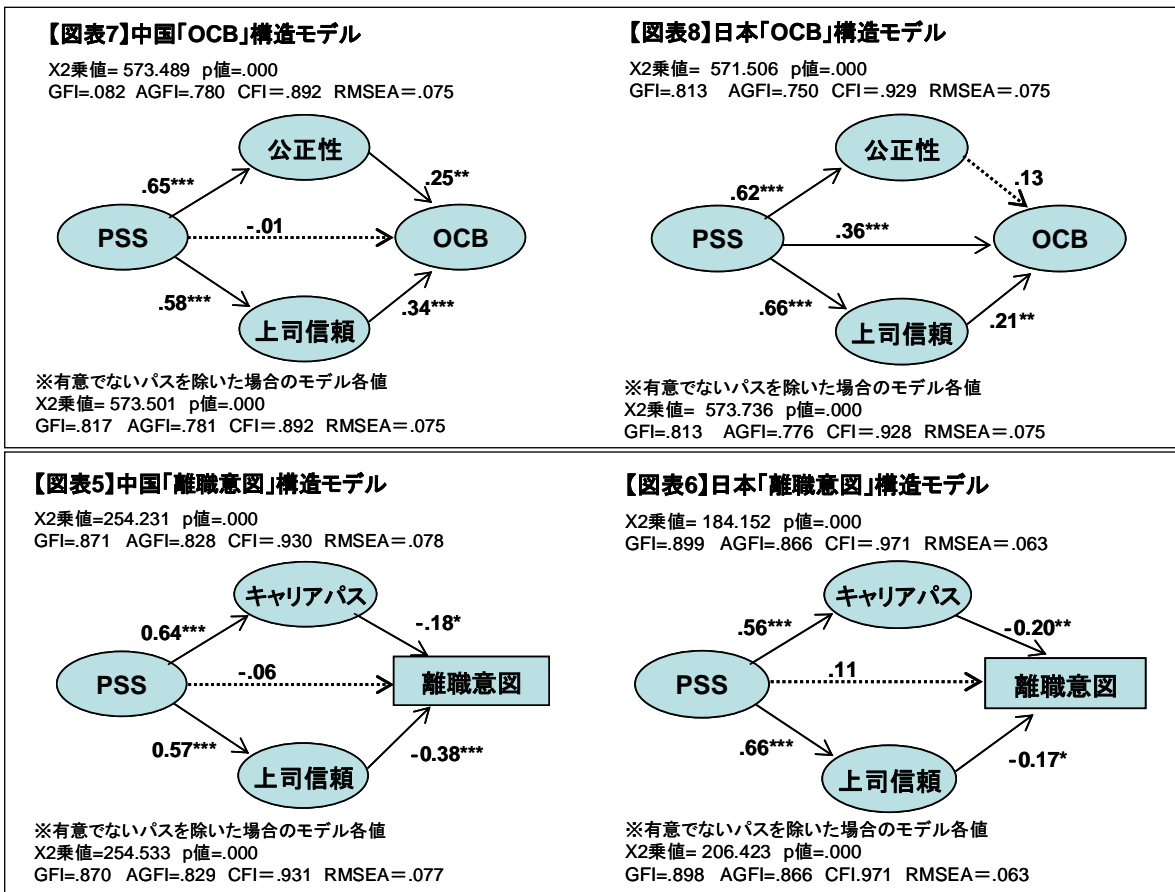 【図表7】中国「OCB」構造モデル
X2乗値= 573.489 p値=.000
GFI=.082 AGFI=.780 CFI=.892 RMSEA=.075
公正性
.65***
.25**
PSS
-.01
OCB
.58***
.34***
上司信頼
※有意でないパスを除いた場合のモデル各値
X2乗値= 573.501 p値=.000
GFI=.817 AGFI=.781 CFI=.892 RMSEA=.075
【図表8】日本「OCB」構造モデル
X2乗値= 571.506 p値=.000
GFI=.813 AGFI=.750 CFI=.929 RMSEA=.075
公正性
.62***
.13
PSS
.36***
OCB
.66***
.21**
上司信頼
※有意でないパスを除いた場合のモデル各値
X2乗値= 573.736 p値=.000
GFI=.813 AGFI=.776 CFI=.928 RMSEA=.075
【図表5】中国「離職意図」構造モデル
X2乗値=254.231 p値=.000
GFI=.871 AGFI=.828 CFI=.930 RMSEA=.078
キャリアパス
0.64***
-.18*
PSS
-.06
離職意図
0.57***
-0.38***
上司信頼
※有意でないパスを除いた場合のモデル各値
X2乗値=254.533 p値=.000
GFI=.870 AGFI=.829 CFI=.931 RMSEA=.077
【図表6】日本「離職意図」構造モデル
X2乗値= 184.152 p値=.000
GFI=.899 AGFI=.866 CFI=.971 RMSEA=.063
キャリアパス
.56***
-0.20**
PSS
.11
離職意図
.66***
-0.17*
上司信頼
※有意でないパスを除いた場合のモデル各値
X2乗値= 206.423 p値=.000
GFI=.898 AGFI=.866 CFI.971 RMSEA=.063